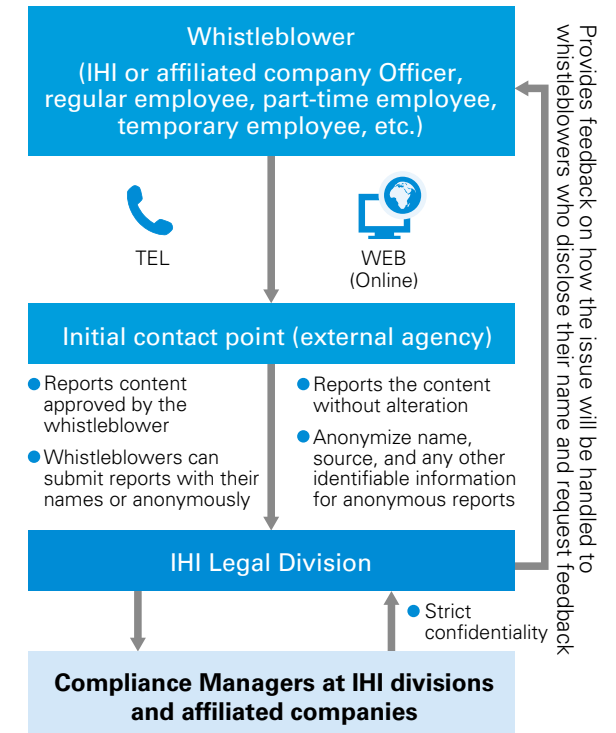 Whistleblower
(IHI or affiliated company Officer,
regular employee, part-time employee,
temporary employee, etc.)
TEL
WEB
(Online)
Initial contact point (external agency)
Reports content
approved by the
whistleblower
Whistleblowers can
submit reports with their
names or anonymously
Reports the content
without alteration
Anonymize name,
source, and any other
identifiable information
for anonymous reports
IHI Legal Division
Strict
confidentiality
Compliance Managers at IHI divisions
and affiliated companies
Provides feedback on how the issue will be handled to
whistleblowers who disclose their name and request feedback